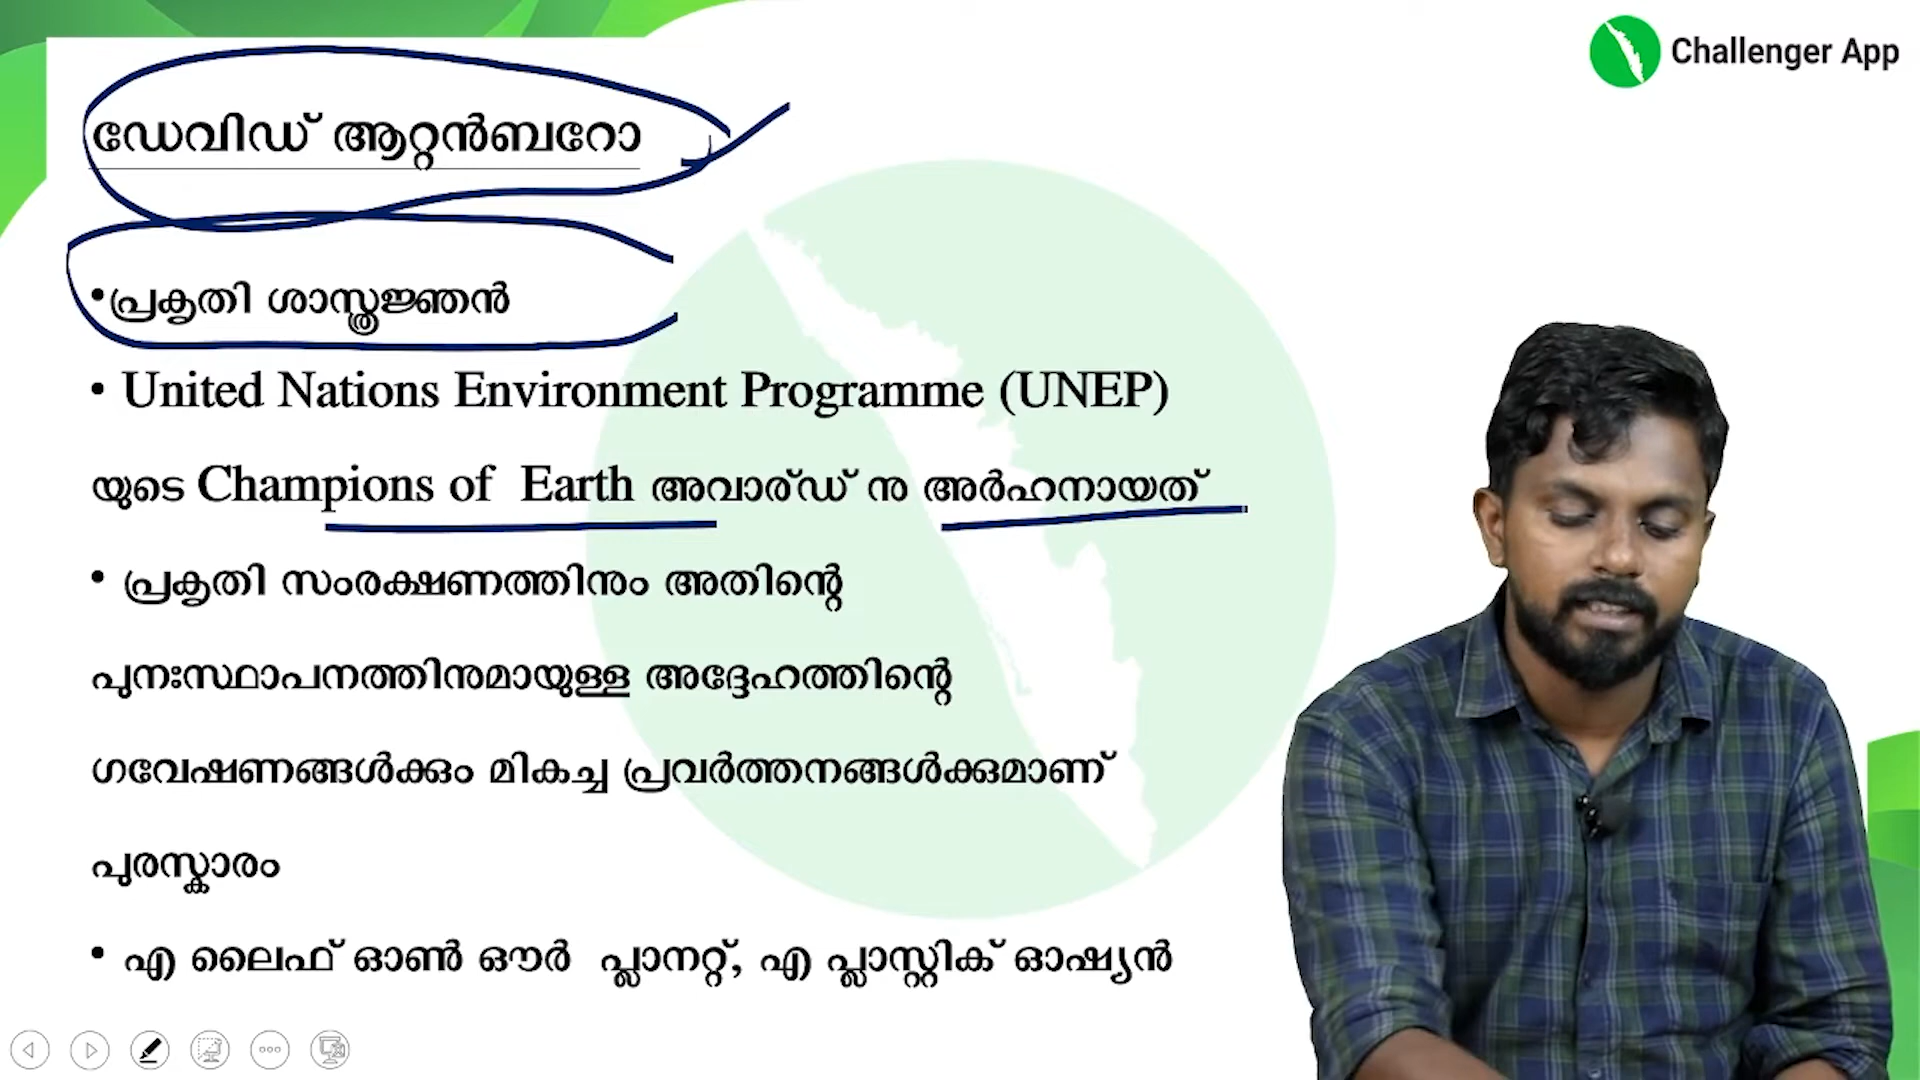 Challenger App
ഡേവിഡ് ആറ്റൻബറോ
•പ്രകൃതി ശാസ്ത്രജ്ഞൻ
• United Nations Environment Programme (UNEP)
യുടെ Champions of Earth അവാര്ഡ് നു അർഹനായത്
• പ്രകൃതി സംരക്ഷണത്തിനും അതിന്റെ
പുനഃസ്ഥാപനത്തിനുമായുള്ള അദ്ദേഹത്തിന്റെ
ഗവേഷണങ്ങൾക്കും മികച്ച പ്രവർത്തനങ്ങൾക്കുമാണ്
പുരസ്കാരം
• എ ലൈഫ് ഓൺ ഔർ പ്ലാനറ്റ്, എ പ്ലാസ്റ്റിക് ഓഷ്യൻ